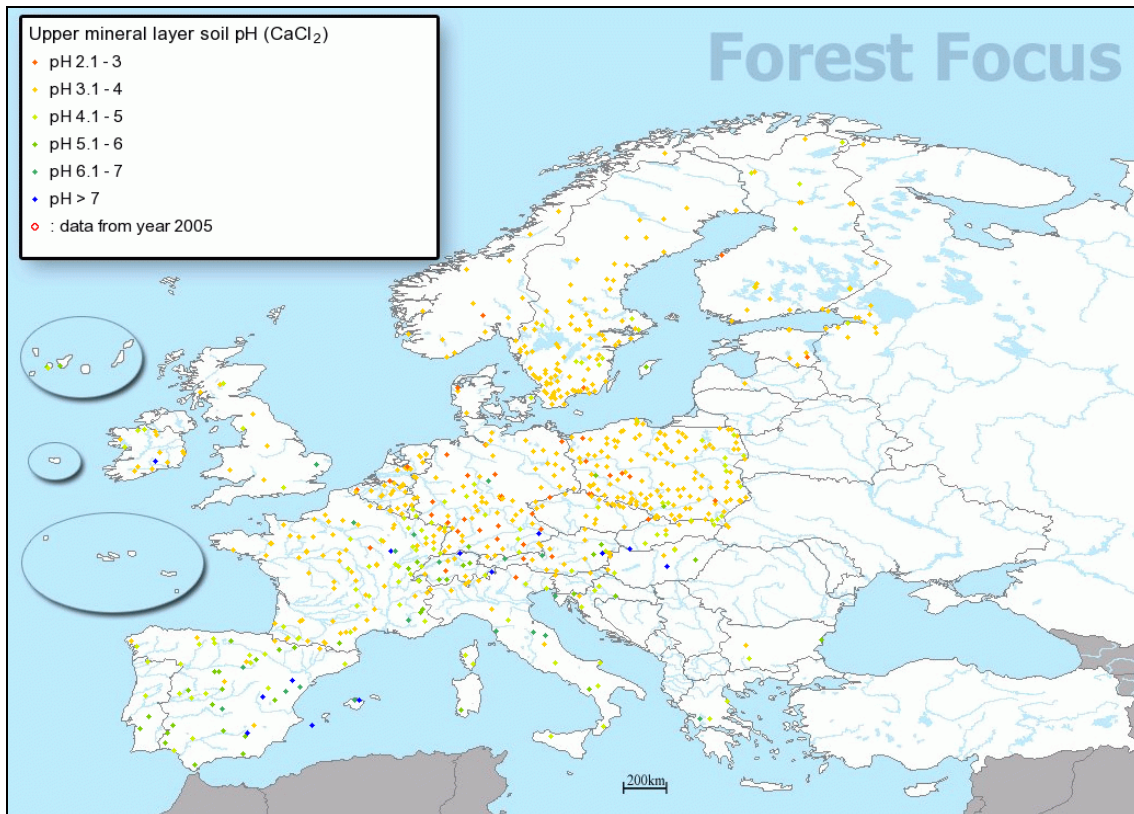 Upper mineral layer soil pH (CaCl2)
pH 2.1 - 3
pH 3.1 - 4
pH 4.1 - 5
pH 5.1 - 6
pH 6.1 - 7
pH > 7
: data from year 2005
Forest Focus
200km